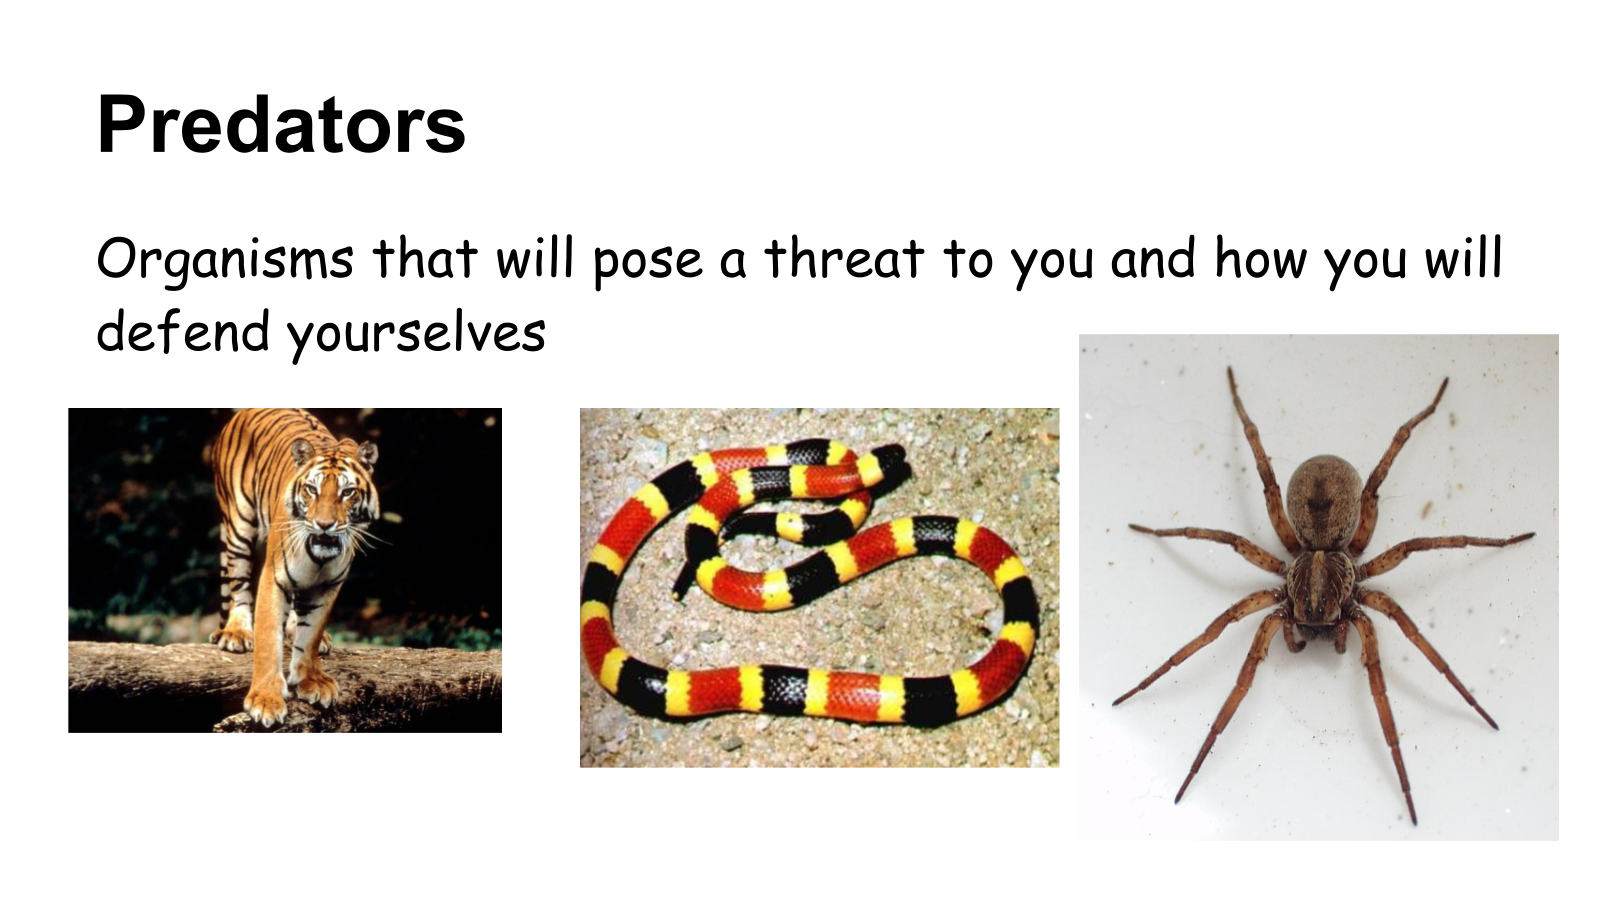 Predators
Organisms that will pose a threat to you and how you will
defend yourselves